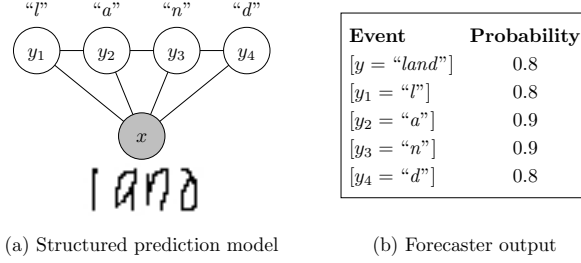 “l” “a” “n” “d”
y₁ y₂ y₃ y₄
x
land
(a) Structured prediction model
Event Probability
[y = “land”] 0.8
[y₁ = “l”] 0.8
[y₂ = “a”] 0.9
[y₃ = “n”] 0.9
[y₄ = “d”] 0.8
(b) Forecaster output